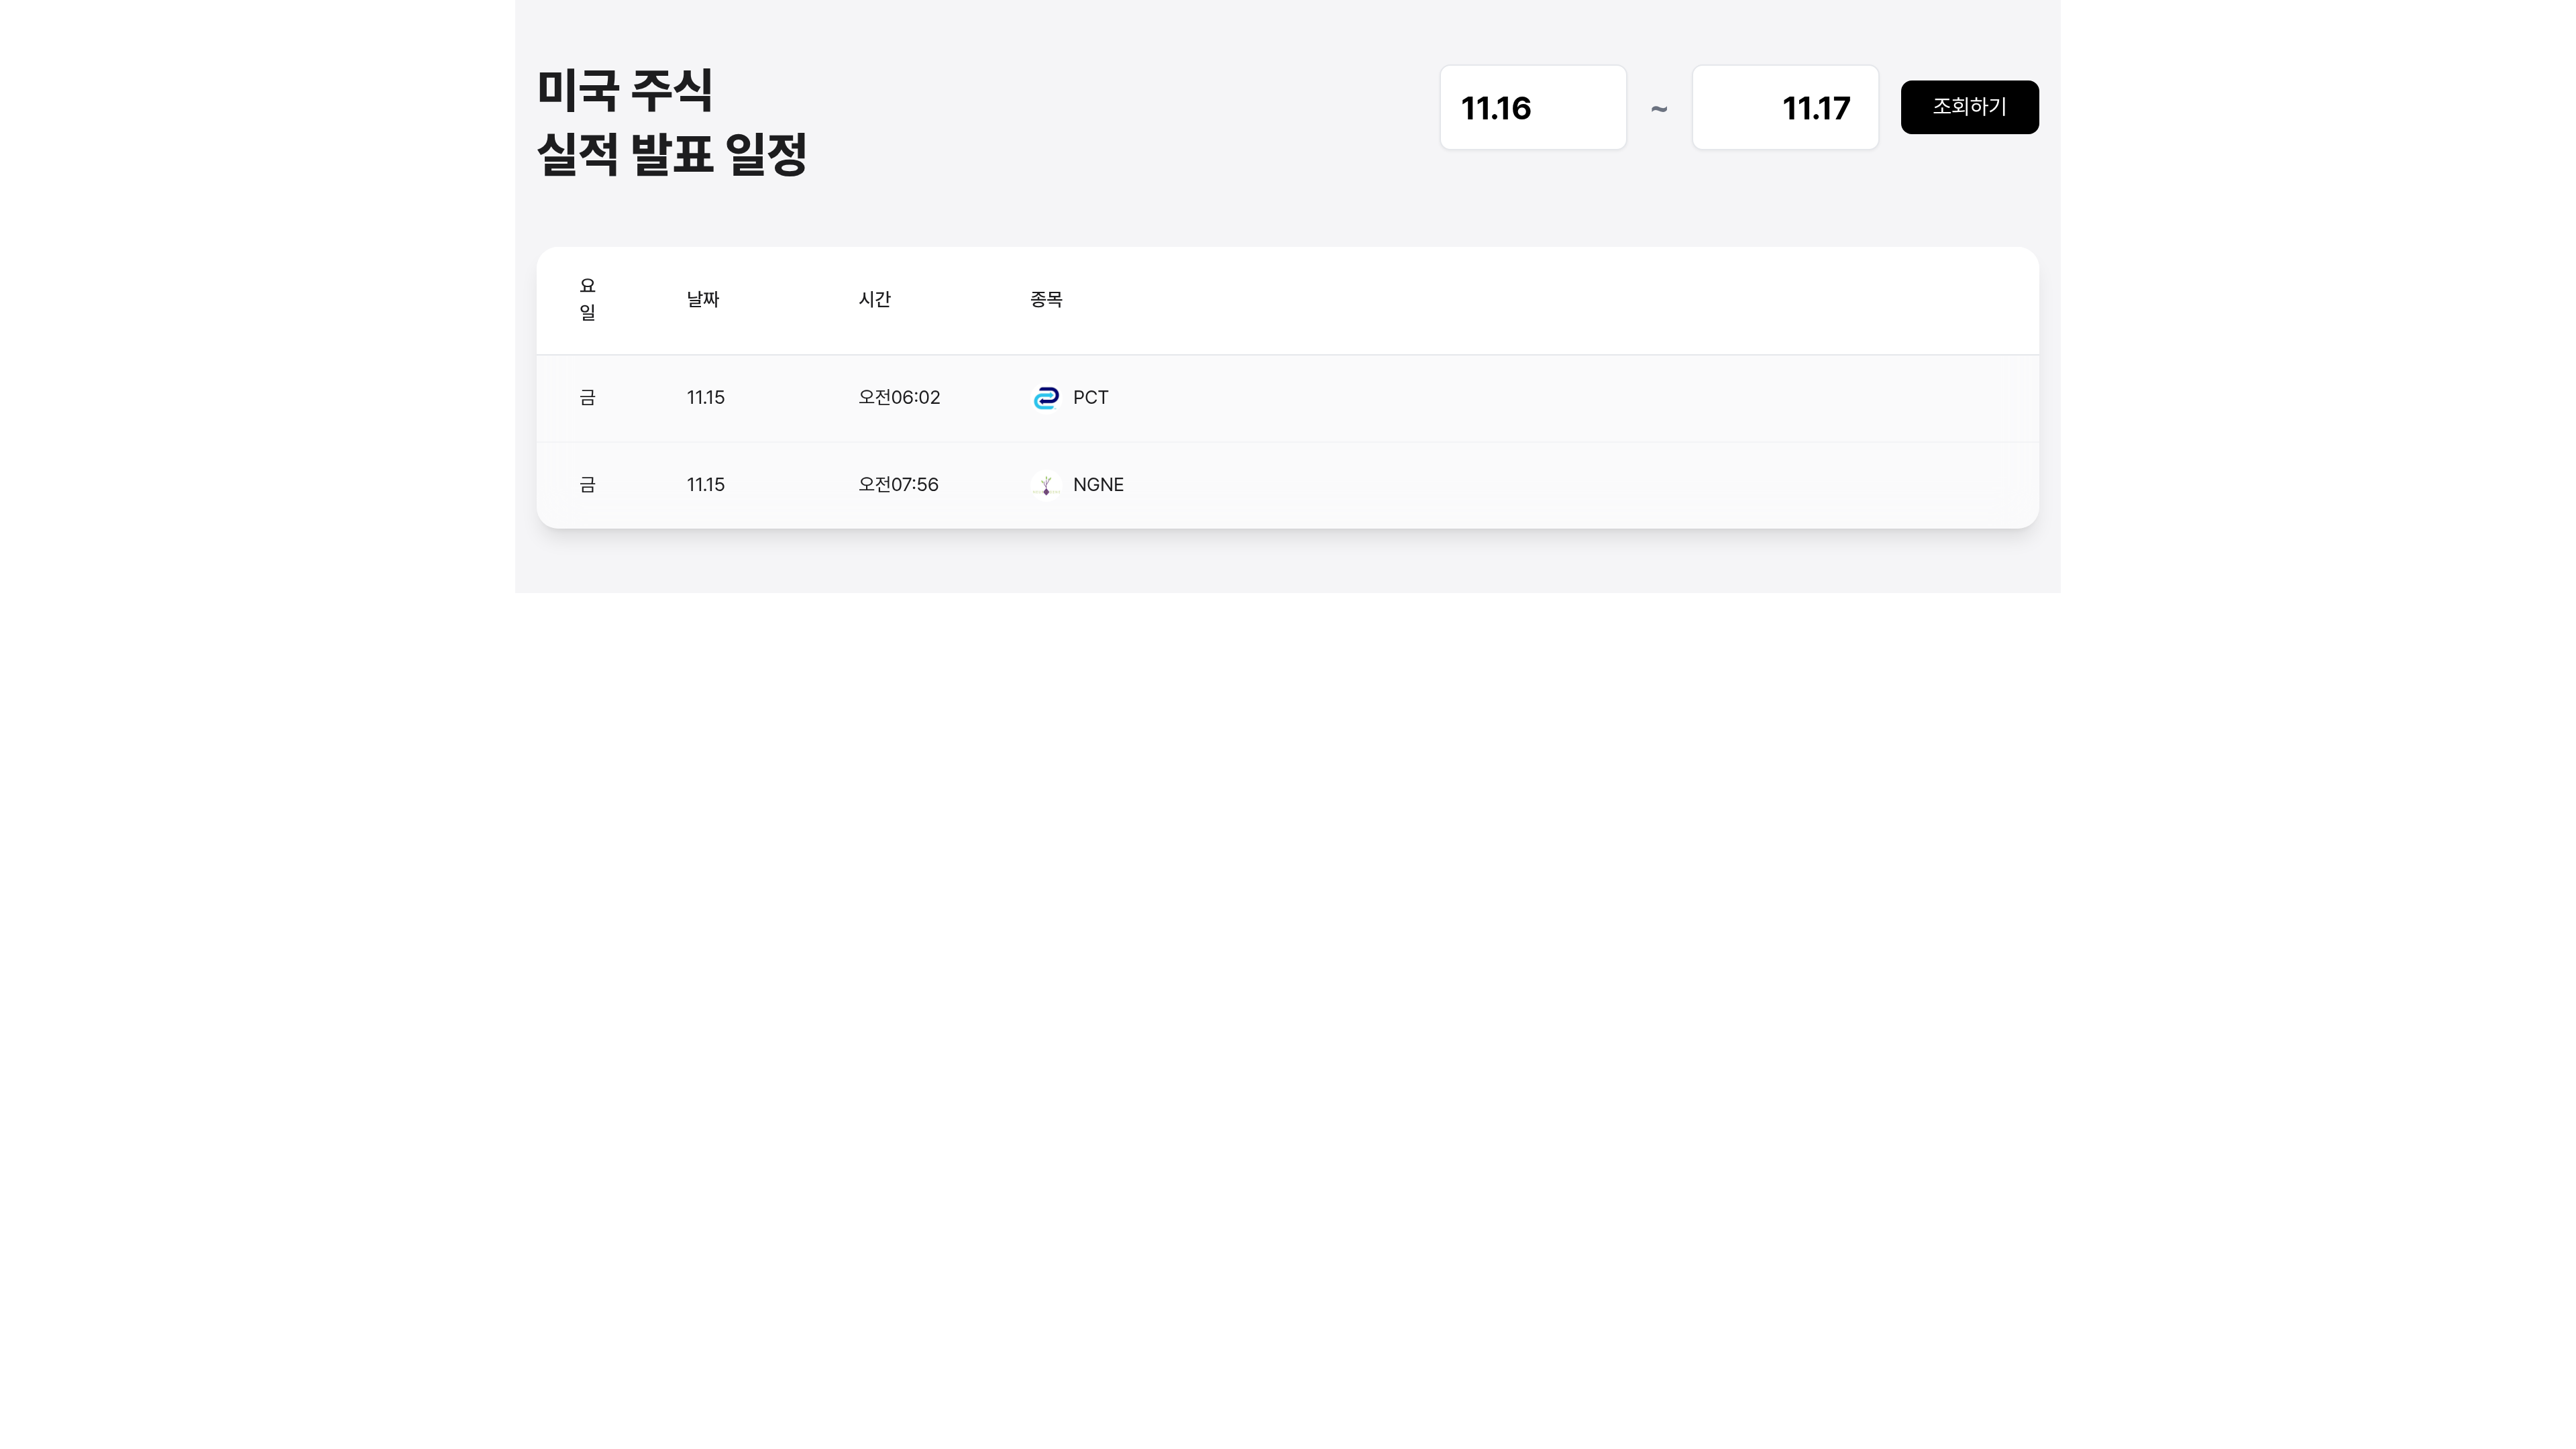 미국 주식
실적 발표 일정
11.16 ~ 11.17 조회하기
요
일
날짜 시간 종목
금 11.15 오전06:02 PCT
금 11.15 오전07:56 NGNE